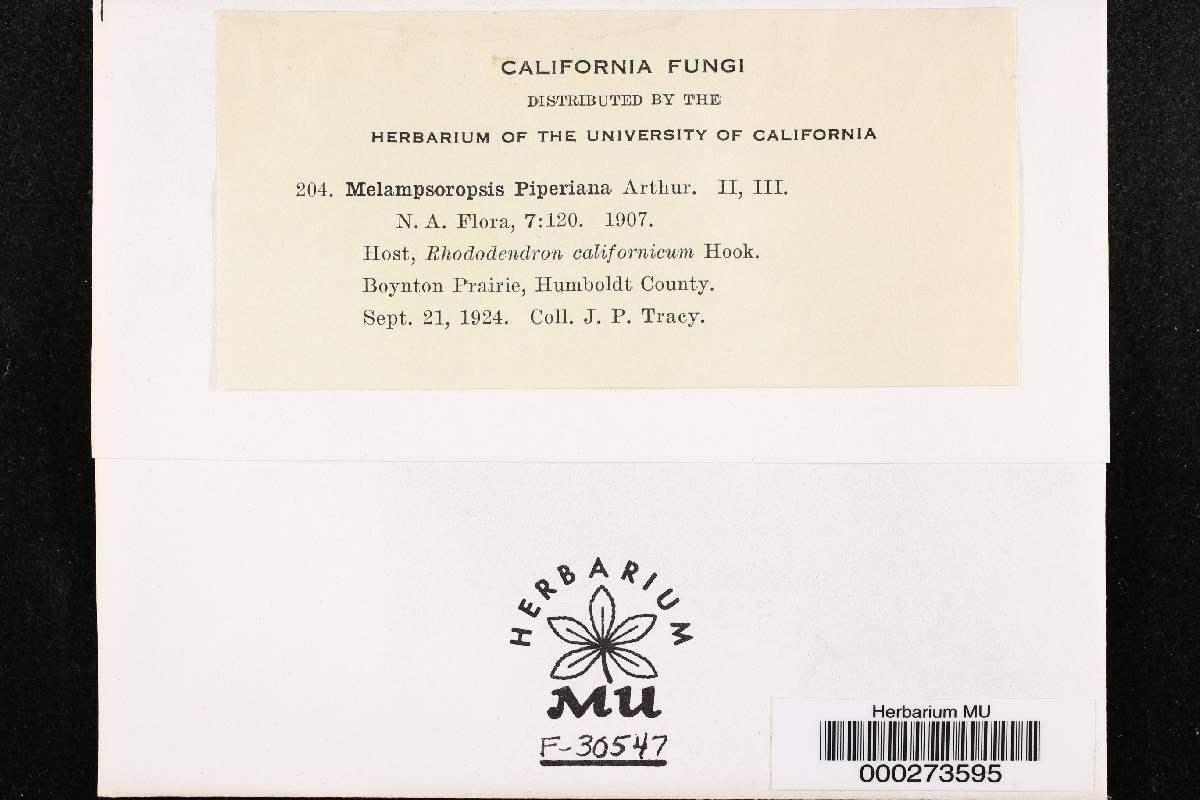 CALIFORNIA FUNGI
DISTRIBUTED BY THE
HERBARIUM OF THE UNIVERSITY OF CALIFORNIA
204. Melampsoropsis Piperiana Arthur. II, III.
N. A. Flora, 7:120. 1907.
Host, Rhododendron californicum Hook.
Boynton Prairie, Humboldt County.
Sept. 21, 1924. Coll. J. P. Tracy.
HERBARIUM
MU
F-30547
Herbarium MU
000273595